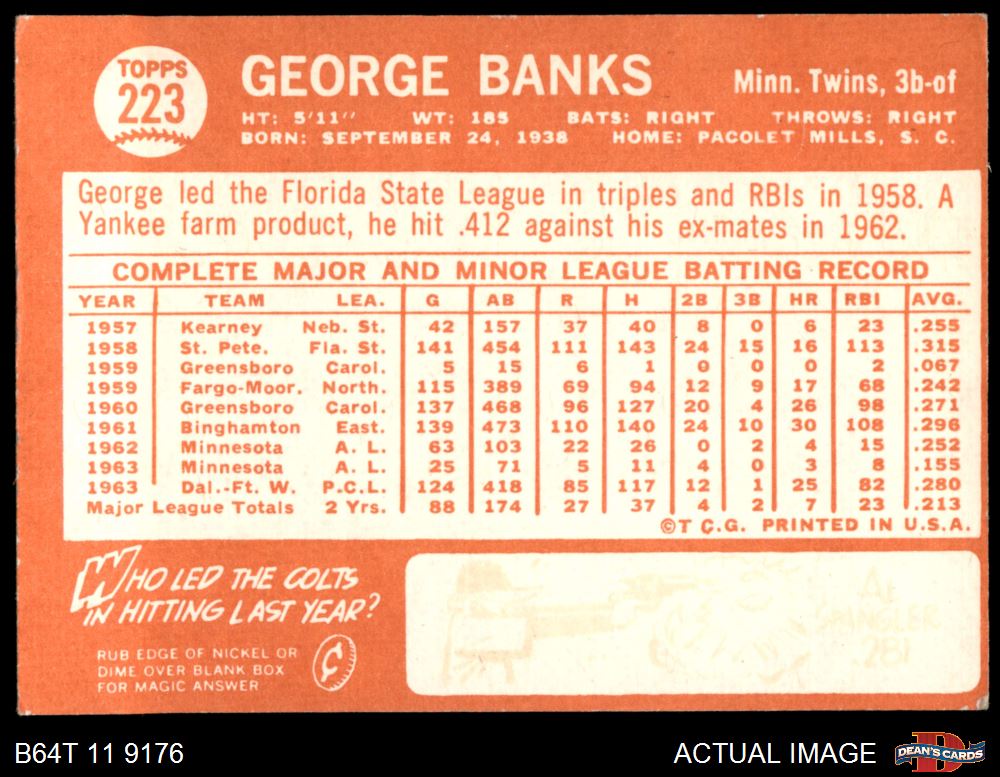 TOPPS
223
GEORGE BANKS
Minn. Twins, 3b-of
HT: 5'11" WT: 185 BATS: RIGHT THROWS: RIGHT
BORN: SEPTEMBER 24, 1938 HOME: PACOLET MILLS, S. C.
George led the Florida State League in triples and RBIs in 1958. A
Yankee farm product, he hit .412 against his ex-mates in 1962.
COMPLETE MAJOR AND MINOR LEAGUE BATTING RECORD
YEAR TEAM LEA. G AB R H 2B 3B HR RBI AVG.
1957 Kearney Neb. St. 42 157 37 40 8 0 6 23 .255
1958 St. Pete. Fla. St. 141 454 111 143 24 15 16 113 .315
1959 Greensboro Carol. 5 15 6 1 0 0 0 2 .067
1959 Fargo-Moor. North. 115 389 69 94 12 9 17 68 .242
1960 Greensboro Carol. 137 468 96 127 20 4 26 98 .271
1961 Binghamton East. 139 473 110 140 24 10 30 108 .296
1962 Minnesota A. L. 63 103 22 26 0 2 4 15 .252
1963 Minnesota A. L. 25 71 5 11 4 0 3 8 .155
1963 Dal.-Ft. W. P.C.L. 124 418 85 117 12 1 25 82 .280
Major League Totals 2 Yrs. 88 174 27 37 4 2 7 23 .213
©T.C.G. PRINTED IN U.S.A.
WHO LED THE COLTS
IN HITTING LAST YEAR?
RUB EDGE OF NICKEL OR
DIME OVER BLANK BOX
FOR MAGIC ANSWER
¢
AL
SPANGLER
.281
B64T 11 9176
ACTUAL IMAGE
D
DEAN'S CARDS